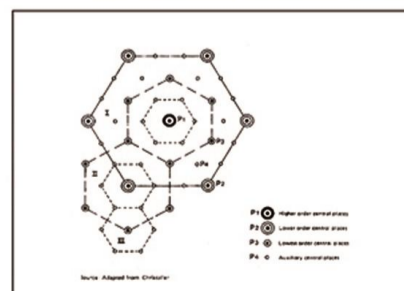 I
P1
P3
P4
II
P2
III
P1 Higher order central places
P2 Lower order central places
P3 Lowest order central places
P4 Auxiliary central places
Source: Adapted from Christaller